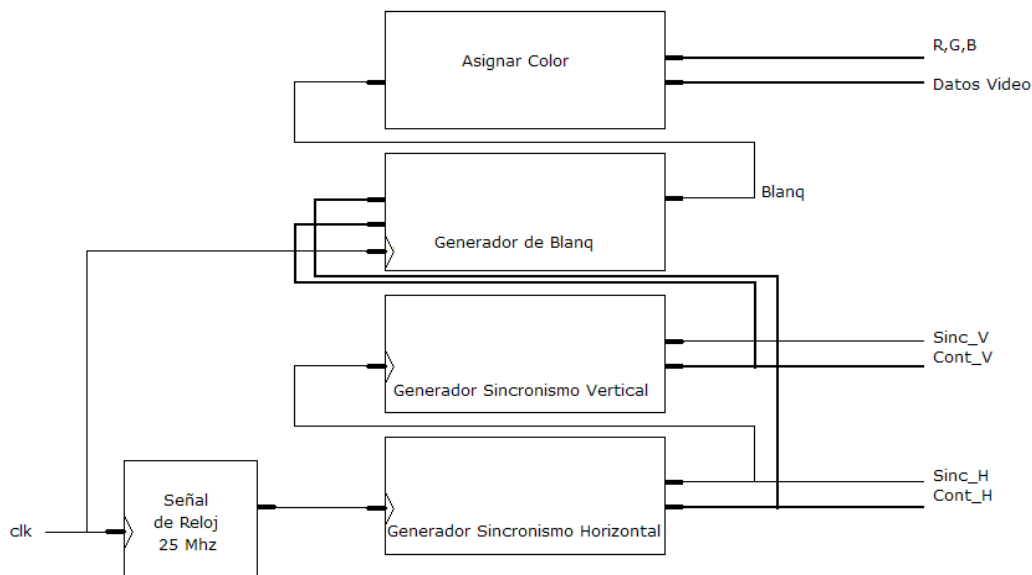 R,G,B
Asignar Color
Datos Video
Blanq
Generador de Blanq
Sinc_V
Cont_V
Generador Sincronismo Vertical
Sinc_H
Cont_H
Señal
de Reloj
25 Mhz
clk
Generador Sincronismo Horizontal